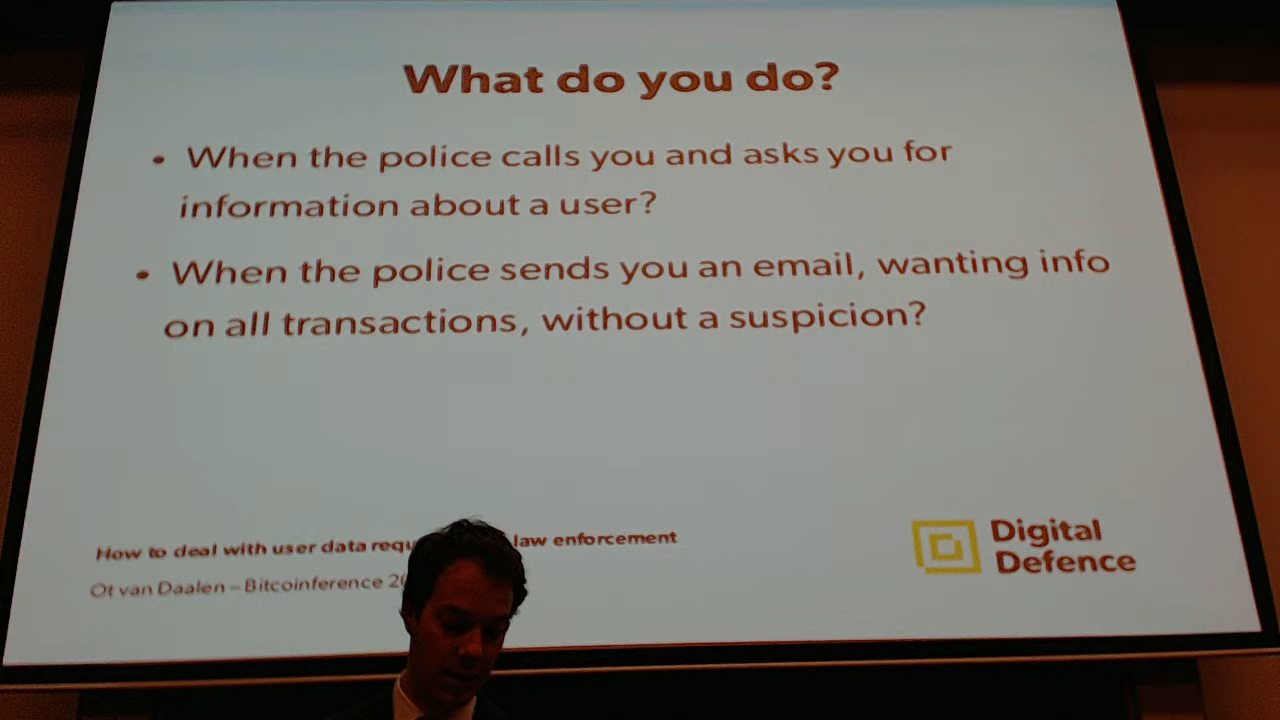 What do you do?
• When the police calls you and asks you for
information about a user?
• When the police sends you an email, wanting info
on all transactions, without a suspicion?
How to deal with user data law enforcement
Ot van Daalen – Bitcoinference
Digital
Defence